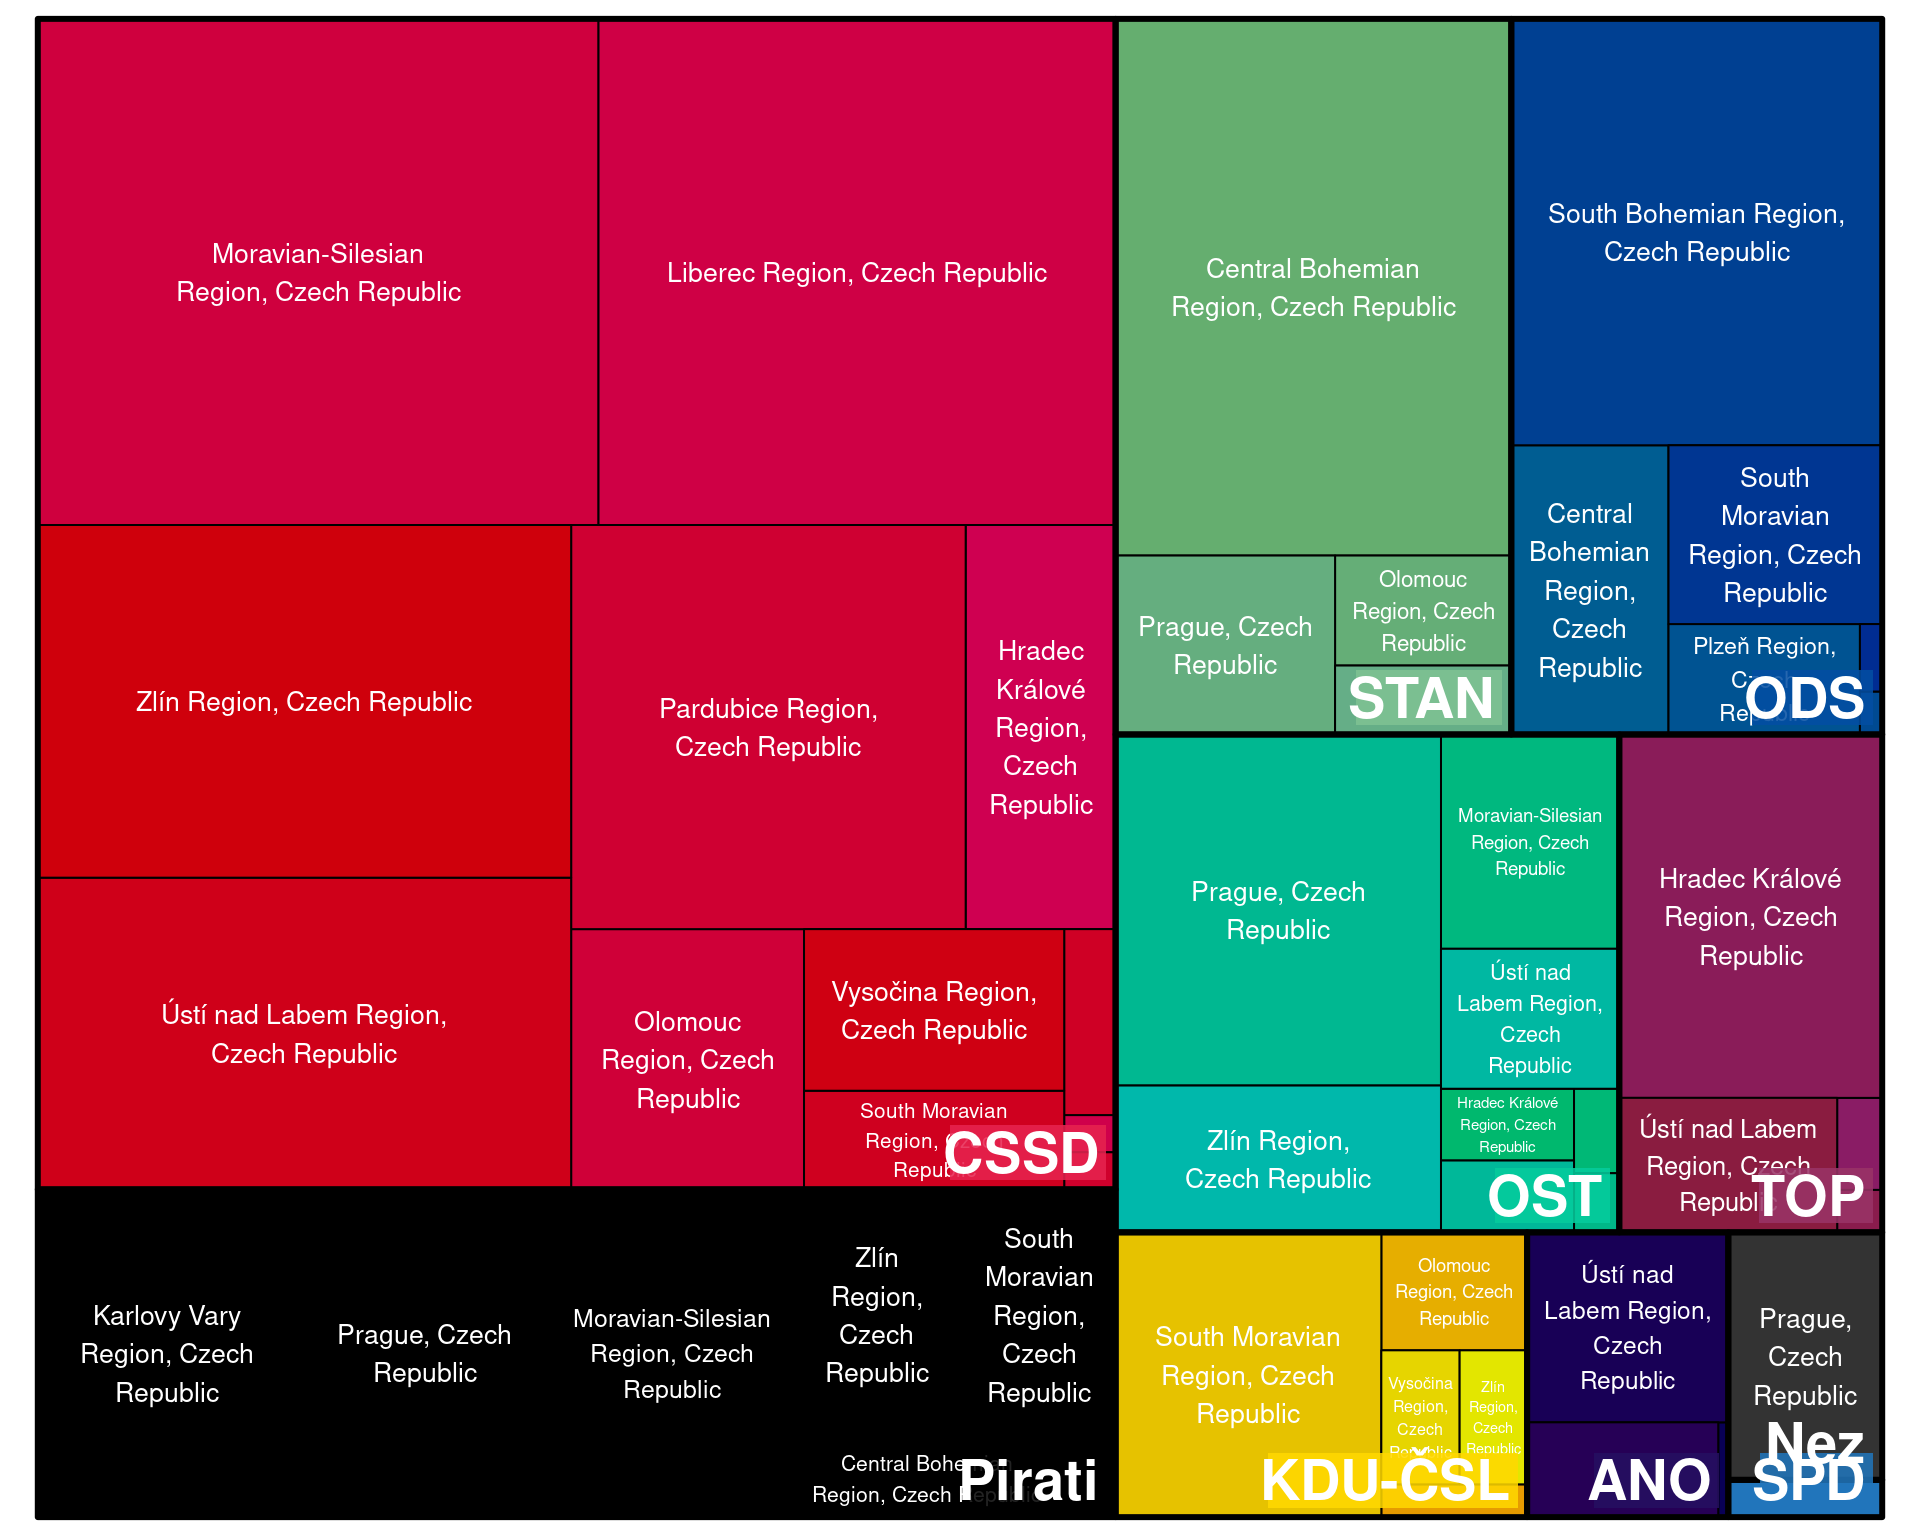 Moravian-Silesian
Region, Czech Republic
Liberec Region, Czech Republic
Zlín Region, Czech Republic
Pardubice Region,
Czech Republic
Hradec
Králové
Region,
Czech
Republic
Ústí nad Labem Region,
Czech Republic
Olomouc
Region, Czech
Republic
Vysočina Region,
Czech Republic
South Moravian
Region, Czech
Republic
CSSD
Karlovy Vary
Region, Czech
Republic
Prague, Czech
Republic
Moravian-Silesian
Region, Czech
Republic
Zlín
Region,
Czech
Republic
South
Moravian
Region,
Czech
Republic
Central Bohemian
Region, Czech Republic
Pirati
Central Bohemian
Region, Czech Republic
Prague, Czech
Republic
Olomouc
Region, Czech
Republic
STAN
South Bohemian Region,
Czech Republic
Central
Bohemian
Region,
Czech
Republic
South
Moravian
Region, Czech
Republic
Plzeň Region,
Czech
Republic
ODS
Prague, Czech
Republic
Moravian-Silesian
Region, Czech
Republic
Ústí nad
Labem Region,
Czech
Republic
Zlín Region,
Czech Republic
Hradec Králové
Region, Czech
Republic
OST
Hradec Králové
Region, Czech
Republic
Ústí nad Labem
Region, Czech
Republic
TOP
South Moravian
Region, Czech
Republic
Olomouc
Region, Czech
Republic
Vysočina
Region,
Czech
Republic
Zlín
Region,
Czech
Republic
KDU-ČSL
Ústí nad
Labem Region,
Czech
Republic
ANO
Prague,
Czech
Republic
Nez
SPD